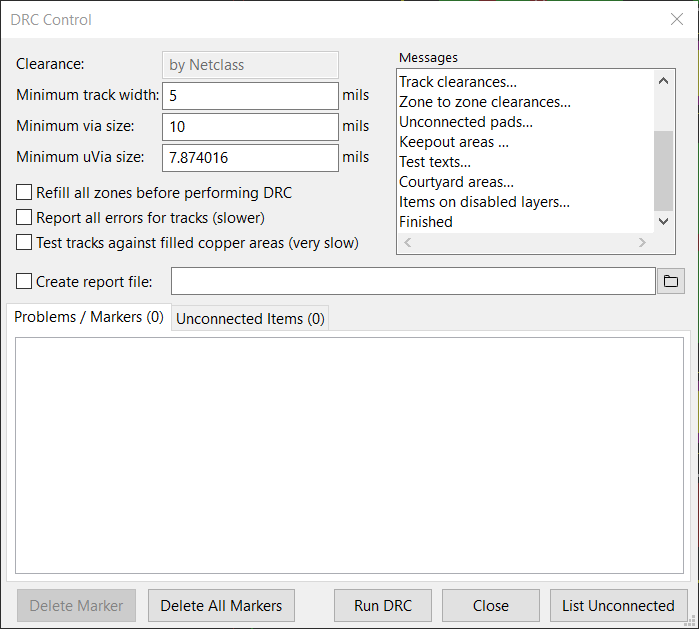 DRC Control
Clearance:
by Netclass
Minimum track width:
5
mils
Minimum via size:
10
mils
Minimum uVia size:
7.874016
mils
Refill all zones before performing DRC
Report all errors for tracks (slower)
Test tracks against filled copper areas (very slow)
Messages
Track clearances...
Zone to zone clearances...
Unconnected pads...
Keepout areas ...
Test texts...
Courtyard areas...
Items on disabled layers...
Finished
Create report file:
Problems / Markers (0)
Unconnected Items (0)
Delete Marker
Delete All Markers
Run DRC
Close
List Unconnected